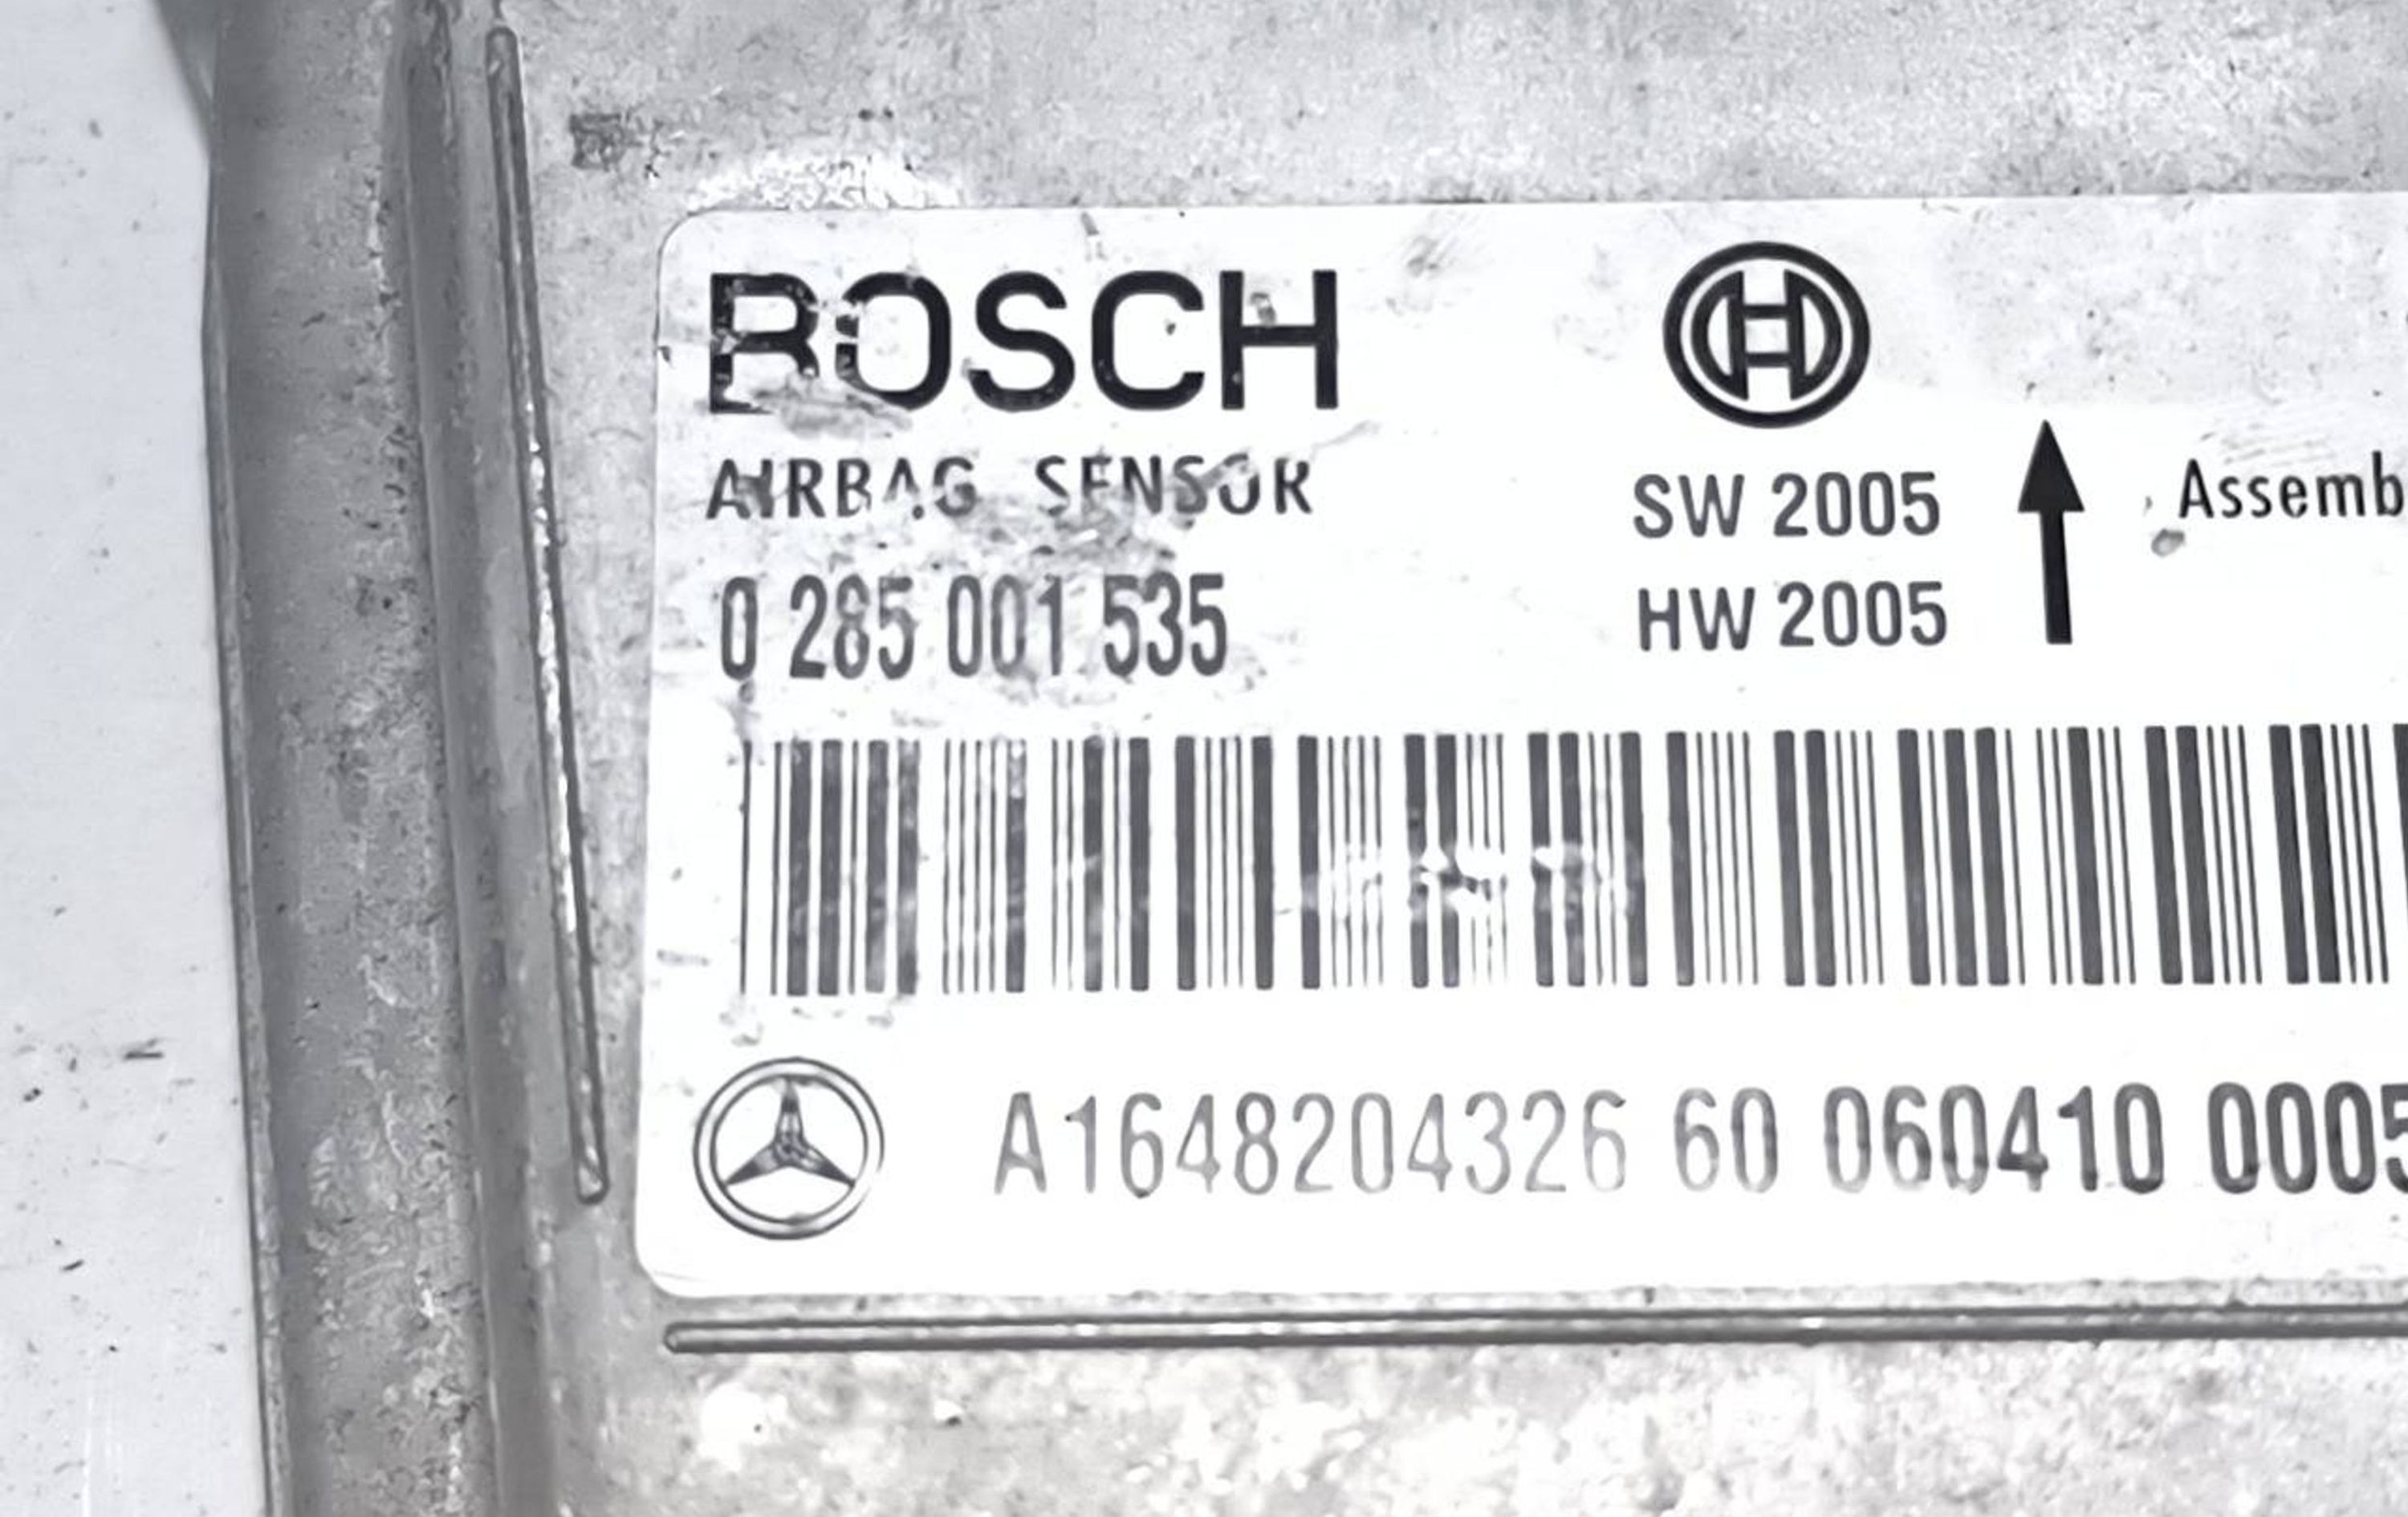 BOSCH
AIRBAG SENSOR
0 285 001 535
SW 2005
HW 2005
Assemb
A1648204326 60 060410 0005